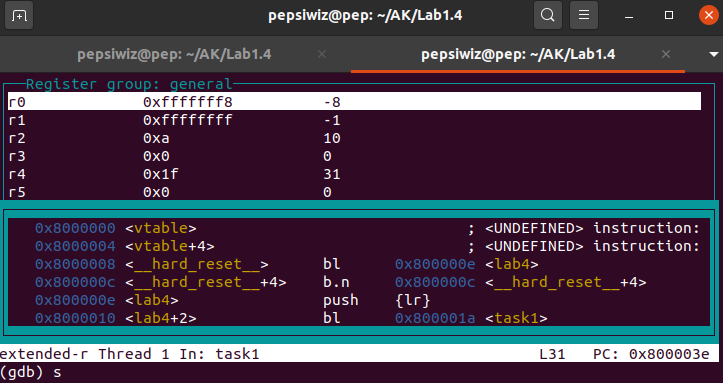 pepsiwiz@pep: ~/AK/Lab1.4
pepsiwiz@pep: ~/AK/Lab1.4 × pepsiwiz@pep: ~/AK/Lab1.4 ×
Register group: general
r0 0xfffffff8 -8
r1 0xffffffff -1
r2 0xa 10
r3 0x0 0
r4 0x1f 31
r5 0x0 0
0x8000000 <vtable> ; <UNDEFINED> instruction:
0x8000004 <vtable+4> ; <UNDEFINED> instruction:
0x8000008 <__hard_reset__> bl 0x800000e <lab4>
0x800000c <__hard_reset__+4> b.n 0x800000c <__hard_reset__+4>
0x800000e <lab4> push {lr}
0x8000010 <lab4+2> bl 0x800001a <task1>
extended-r Thread 1 In: task1 L31 PC: 0x800003e
(gdb) s